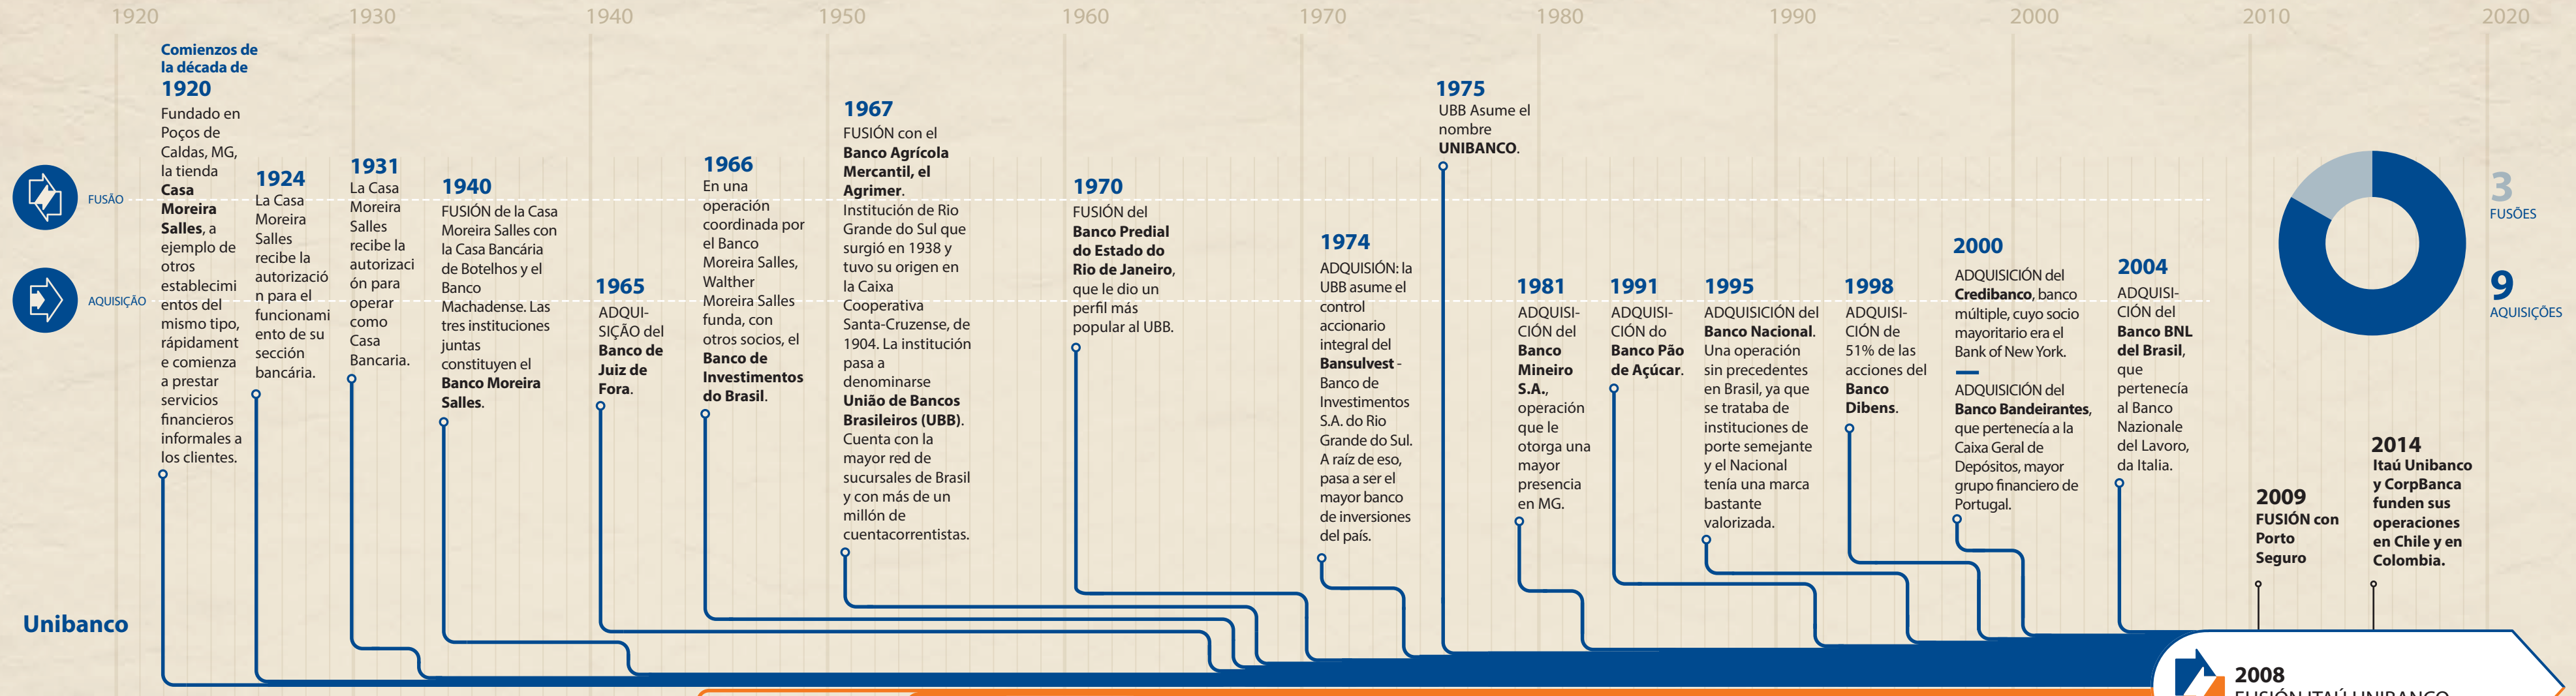 1920 1930 1940 1950 1960 1970 1980 1990 2000 2010 2020
FUSÃO
AQUISIÇÃO
Comienzos de
la década de
1920
Fundado en
Poços de
Caldas, MG,
la tienda
Casa
Moreira
Salles, a
ejemplo de
otros
establecimi
entos del
mismo tipo,
rápidament
e comienza
a prestar
servicios
financieros
informales a
los clientes.
1924
La Casa
Moreira
Salles
recibe la
autorizació
n para el
funcionami
ento de su
sección
bancária.
1931
La Casa
Moreira
Salles
recibe la
autorizaci
ón para
operar
como
Casa
Bancaria.
1940
FUSIÓN de la Casa
Moreira Salles con
la Casa Bancária
de Botelhos y el
Banco
Machadense. Las
tres instituciones
juntas
constituyen el
Banco Moreira
Salles.
1965
ADQUI-
SIÇÃO del
Banco de
Juiz de
Fora.
1966
En una
operación
coordinada por
el Banco
Moreira Salles,
Walther
Moreira Salles
funda, con
otros socios, el
Banco de
Investimentos
do Brasil.
1967
FUSIÓN con el
Banco Agrícola
Mercantil, el
Agrimer.
Institución de Rio
Grande do Sul que
surgió en 1938 y
tuvo su origen en
la Caixa
Cooperativa
Santa-Cruzense, de
1904. La institución
pasa a
denominarse
União de Bancos
Brasileiros (UBB).
Cuenta con la
mayor red de
sucursales de Brasil
y con más de un
millón de
cuentacorrentistas.
1970
FUSIÓN del
Banco Predial
do Estado do
Rio de Janeiro,
que le dio un
perfil más
popular al UBB.
1974
ADQUISIÓN: la
UBB asume el
control
accionario
integral del
Bansulvest -
Banco de
Investimentos
S.A. do Rio
Grande do Sul.
A raíz de eso,
pasa a ser el
mayor banco
de inversiones
del país.
1975
UBB Asume el
nombre
UNIBANCO.
1981
ADQUISI-
CIÓN del
Banco
Mineiro
S.A.,
operación
que le
otorga una
mayor
presencia
en MG.
1991
ADQUISI-
CIÓN do
Banco Pão
de Açúcar.
1995
ADQUISICIÓN del
Banco Nacional.
Una operación
sin precedentes
en Brasil, ya que
se trataba de
instituciones de
porte semejante
y el Nacional
tenía una marca
bastante
valorizada.
1998
ADQUISI-
CIÓN de
51% de las
acciones del
Banco
Dibens.
2000
ADQUISICIÓN del
Credibanco, banco
múltiple, cuyo socio
mayoritario era el
Bank of New York.
ADQUISICIÓN del
Banco Bandeirantes,
que pertenecía a la
Caixa Geral de
Depósitos, mayor
grupo financiero de
Portugal.
2004
ADQUISI-
CIÓN del
Banco BNL
del Brasil,
que
pertenecía
al Banco
Nazionale
del Lavoro,
da Italia.
3
FUSÕES
9
AQUISIÇÕES
2009
FUSIÓN con
Porto
Seguro
2014
Itaú Unibanco
y CorpBanca
funden sus
operaciones
en Chile y en
Colombia.
Unibanco
2008
FUSIÓN ITAÚ UNIBANCO